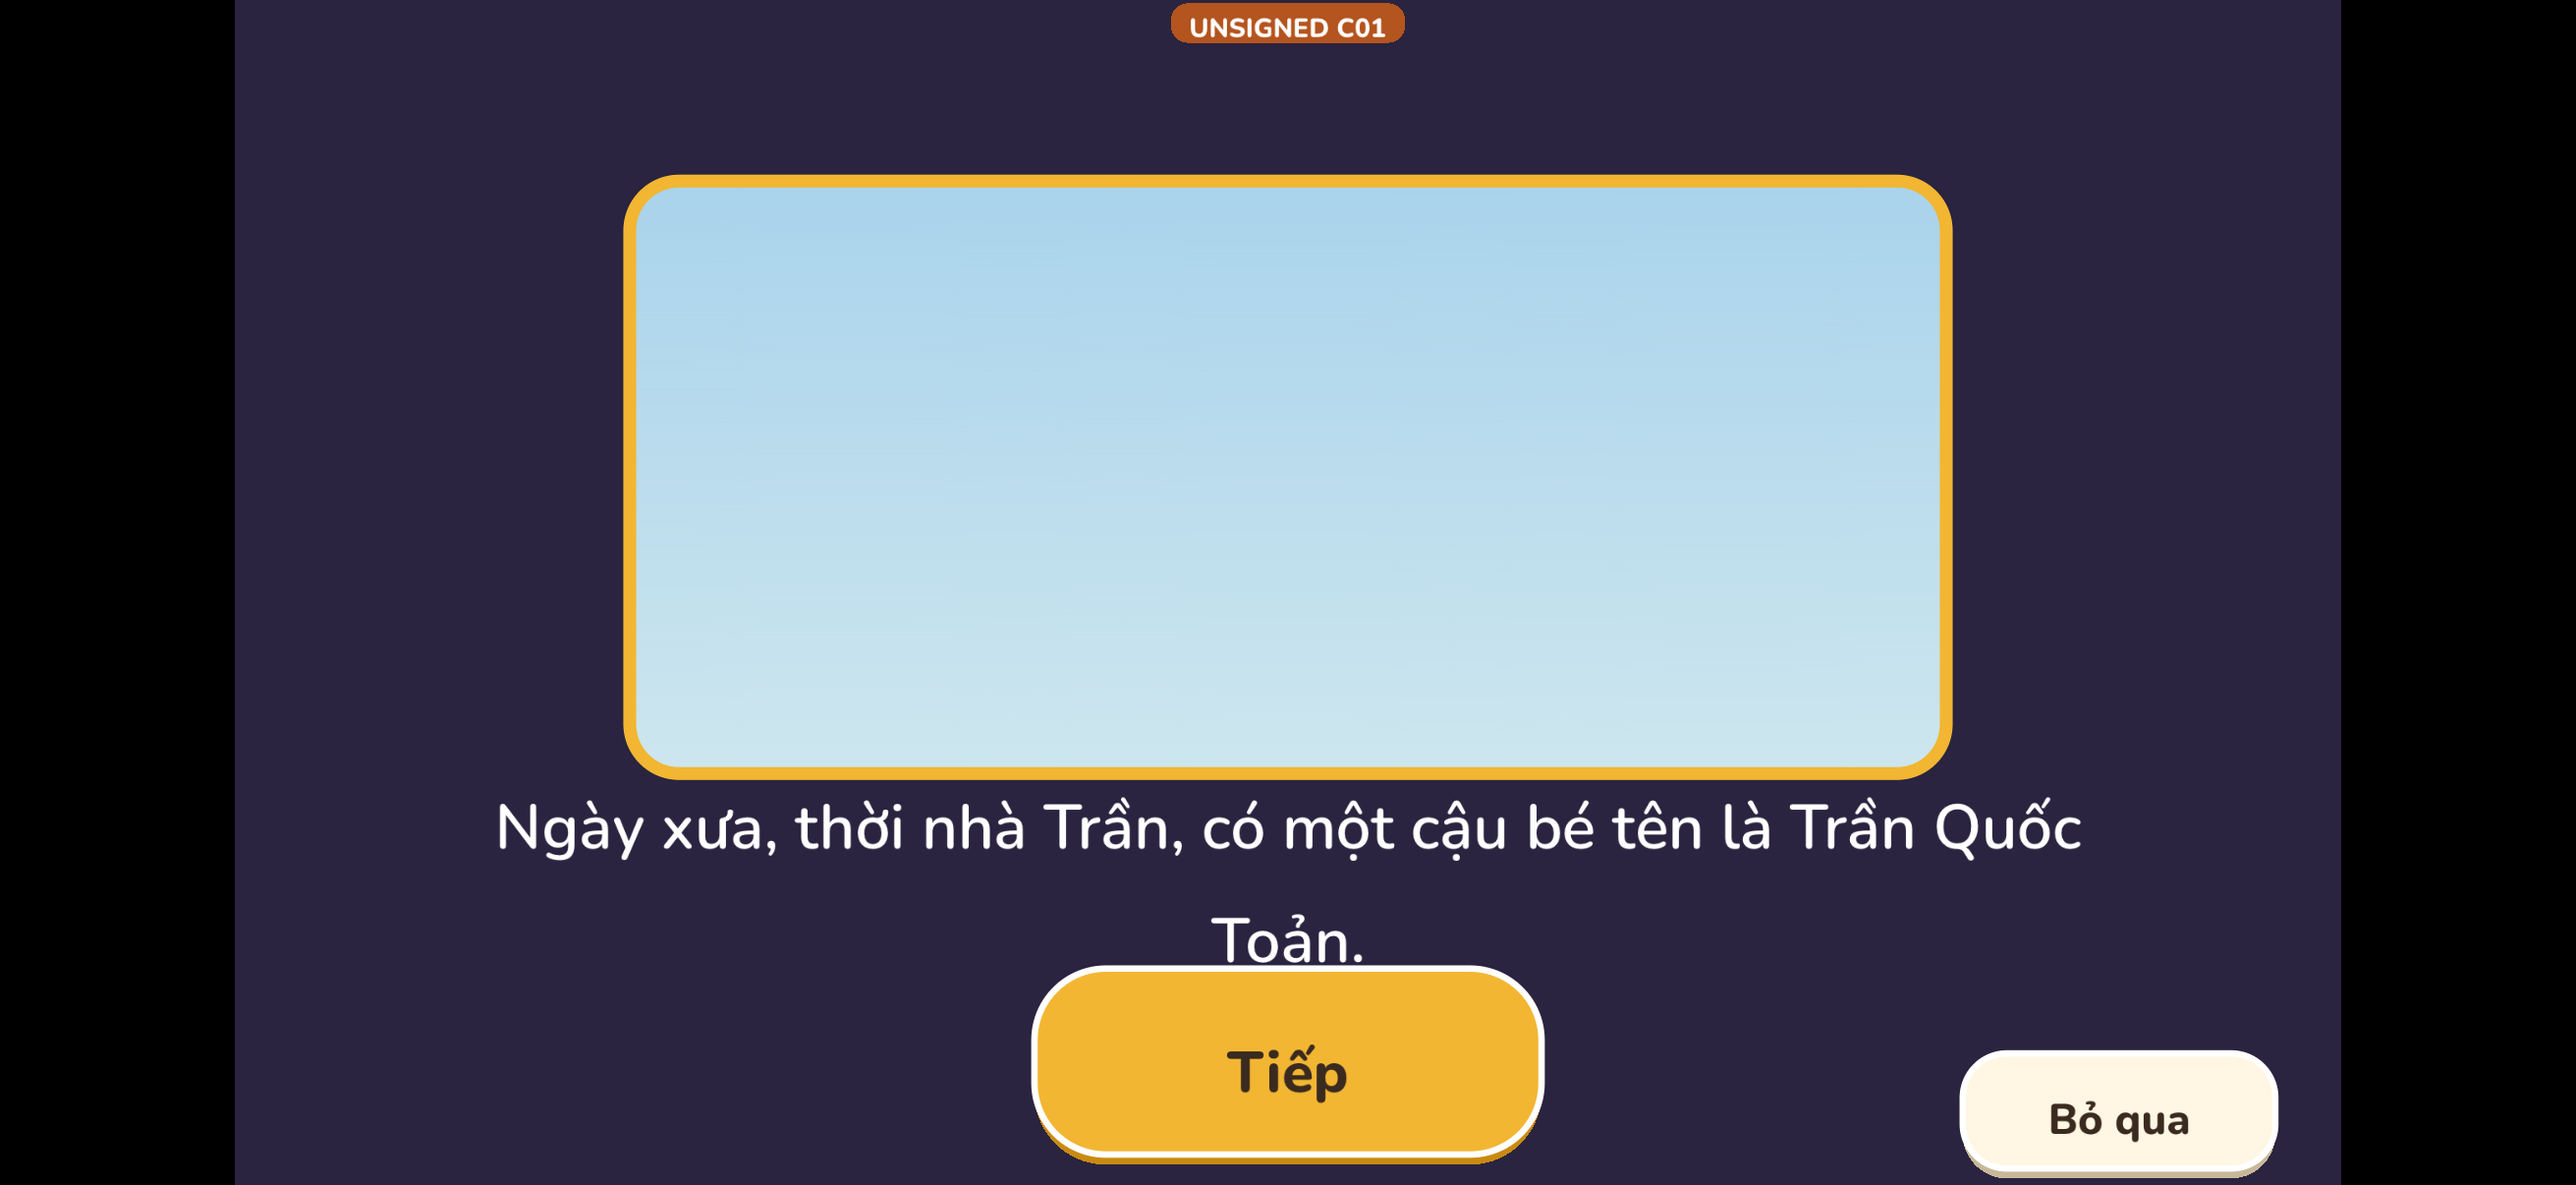 UNSIGNED C01
Ngày xưa, thời nhà Trần, có một cậu bé tên là Trần Quốc
Toản.
Tiếp
Bỏ qua